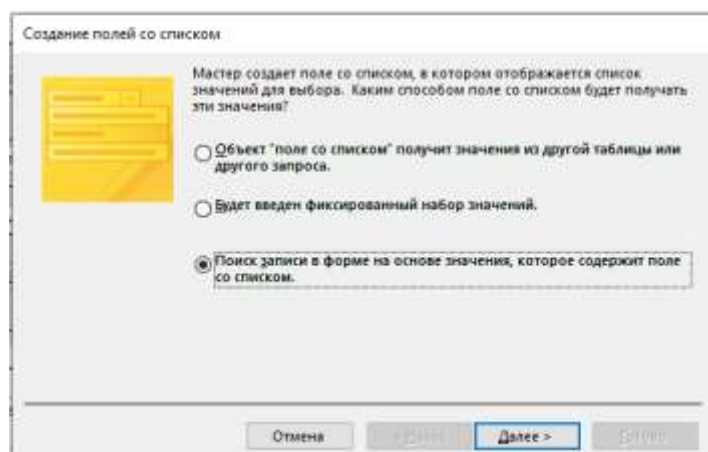 Создание полей со списком
Мастер создает поле со списком, в котором отображается список
значений для выбора. Каким способом поле со списком будет получать
эти значения?
Объект "поле со списком" получит значения из другой таблицы или
другого запроса.
Будет введен фиксированный набор значений.
Поиск записи в форме на основе значения, которое содержит поле
со списком.
Отмена
Далее >